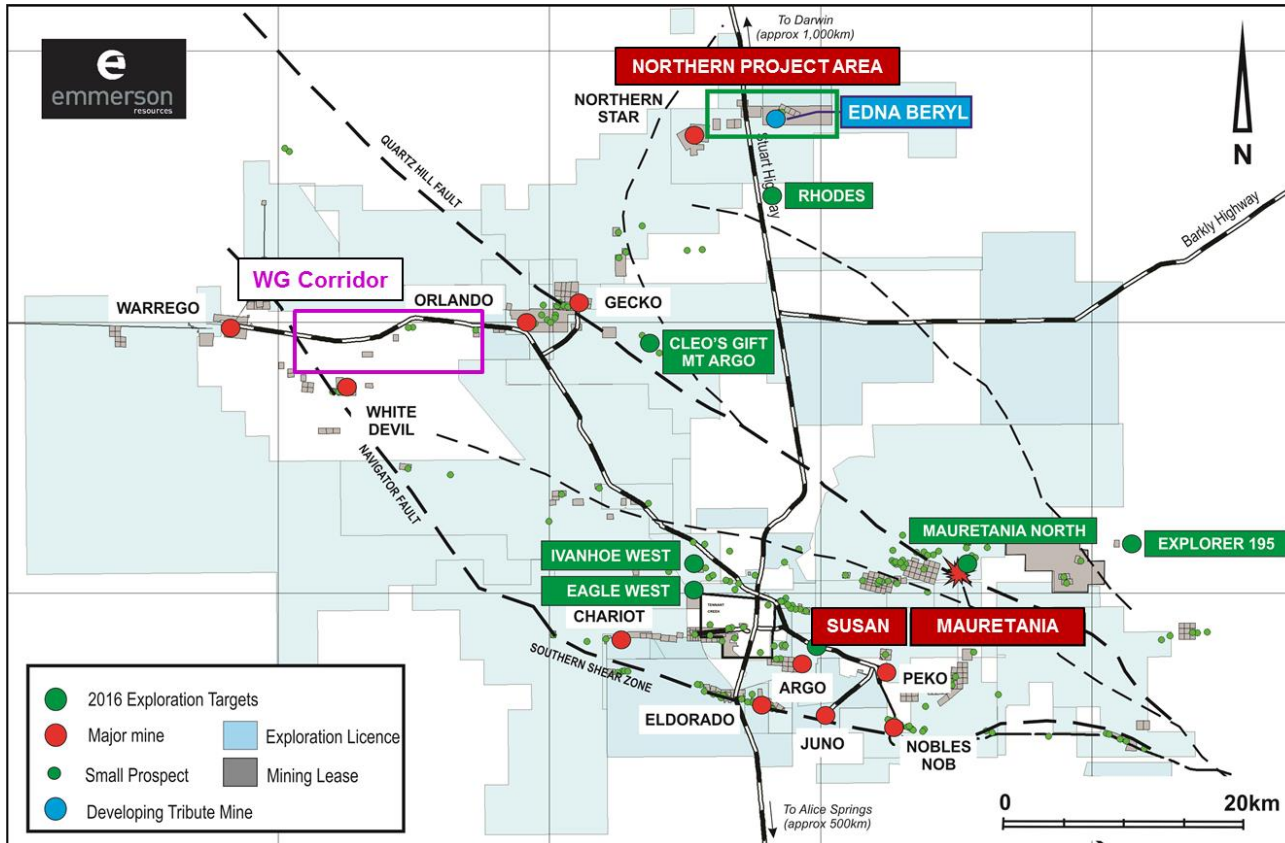 e
emmerson
resources
To Darwin
(approx 1,000km)
N
NORTHERN PROJECT AREA
NORTHERN
STAR
EDNA BERYL
Stuart Highway
RHODES
Barkly Highway
QUARTZ HILL FAULT
WG Corridor
WARREGO
ORLANDO
GECKO
CLEO'S GIFT
MT ARGO
WHITE
DEVIL
NAVIGATOR FAULT
MAURETANIA NORTH
EXPLORER 195
IVANHOE WEST
EAGLE WEST
CHARIOT
TENNANT
CREEK
SUSAN
MAURETANIA
SOUTHERN SHEAR ZONE
ARGO
PEKO
ELDORADO
JUNO
NOBLES
NOB
2016 Exploration Targets
Major mine
Exploration Licence
Small Prospect
Mining Lease
Developing Tribute Mine
To Alice Springs
(approx 500km)
0
20km